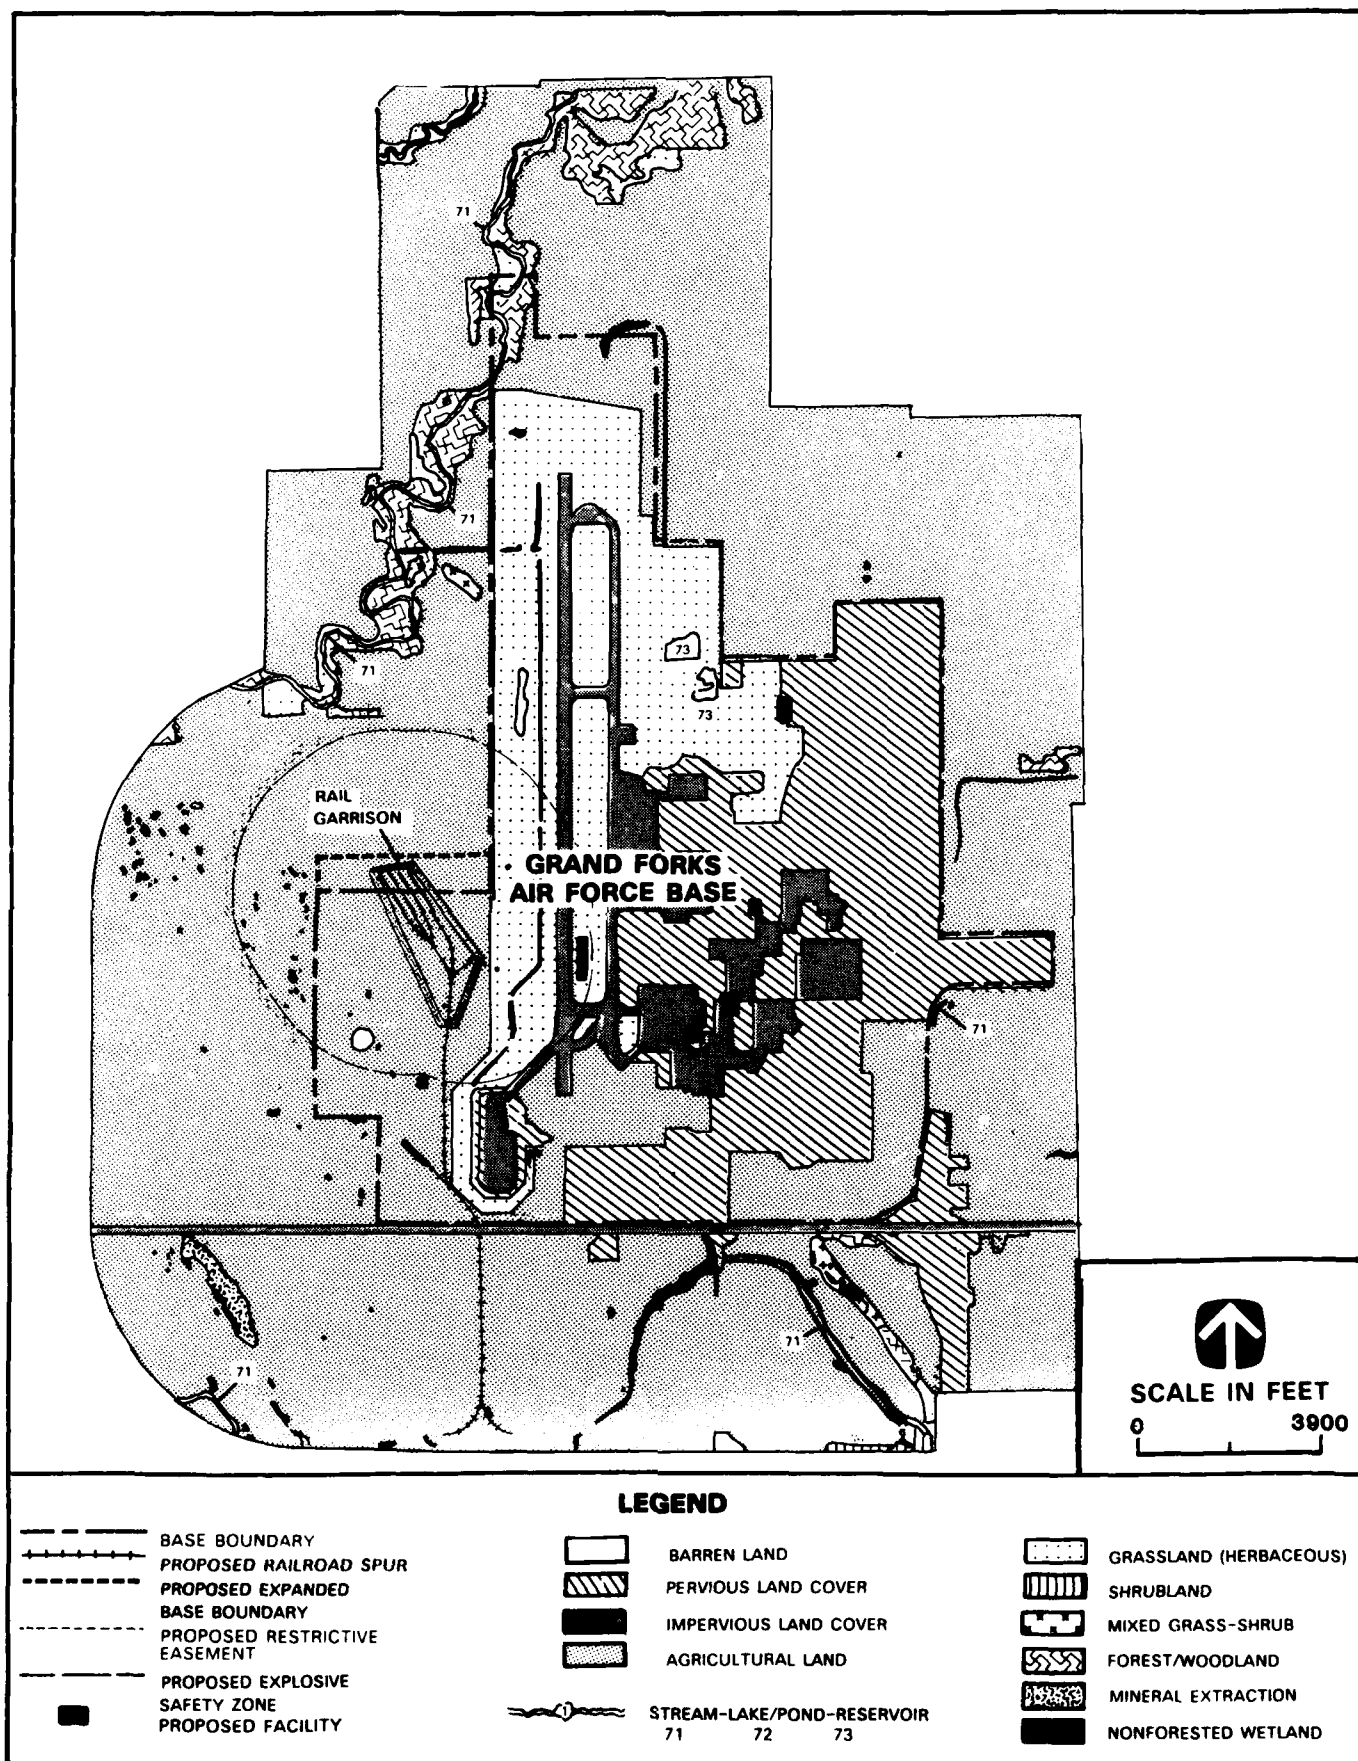 71
71
73
71
73
RAIL
GARRISON
GRAND FORKS
AIR FORCE BASE
71
71
71
SCALE IN FEET
0 3900
LEGEND
BASE BOUNDARY
PROPOSED RAILROAD SPUR
PROPOSED EXPANDED
BASE BOUNDARY
PROPOSED RESTRICTIVE
EASEMENT
PROPOSED EXPLOSIVE
SAFETY ZONE
PROPOSED FACILITY
BARREN LAND
PERVIOUS LAND COVER
IMPERVIOUS LAND COVER
AGRICULTURAL LAND
1 STREAM-LAKE/POND-RESERVOIR
71 72 73
GRASSLAND (HERBACEOUS)
SHRUBLAND
MIXED GRASS-SHRUB
FOREST/WOODLAND
MINERAL EXTRACTION
NONFORESTED WETLAND